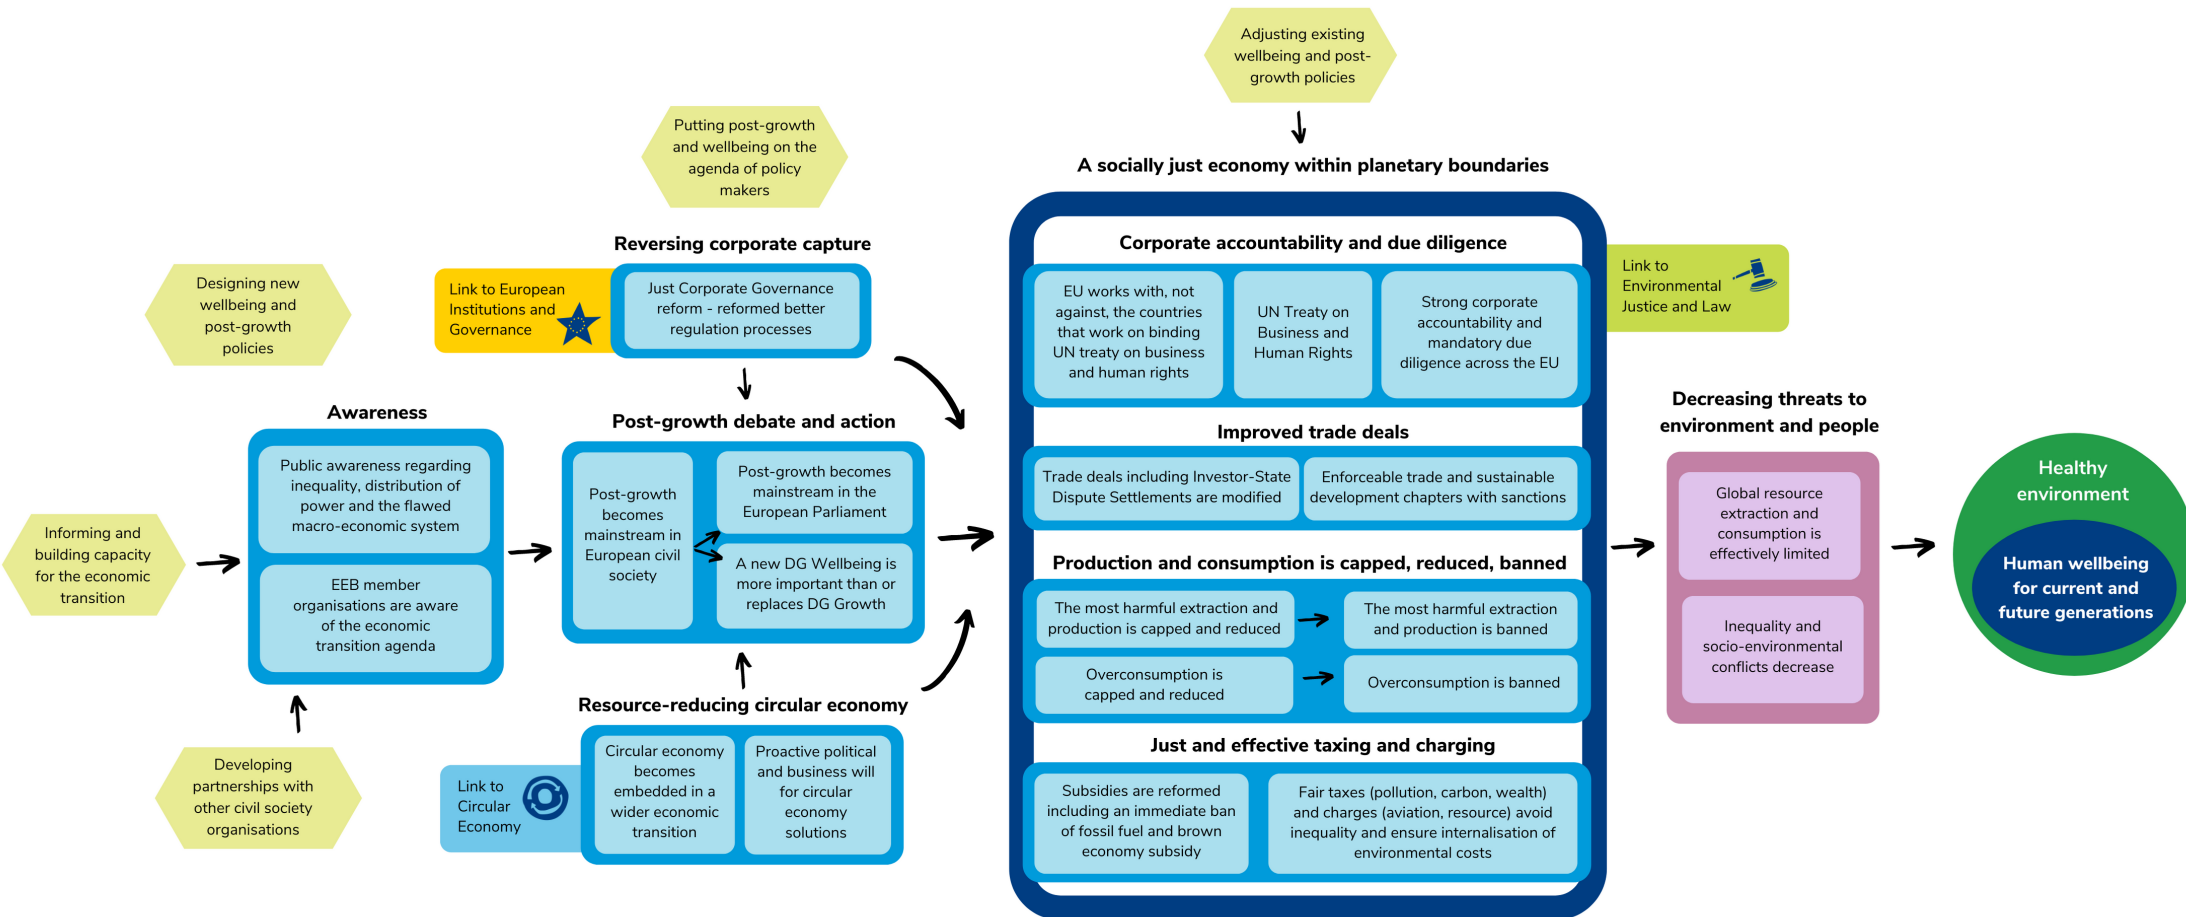 Informing and
building capacity
for the economic
transition
Designing new
wellbeing and
post-growth
policies
Developing
partnerships with
other civil society
organisations
Awareness
Public awareness regarding
inequality, distribution of
power and the flawed
macro-economic system
EEB member
organisations are aware
of the economic
transition agenda
Putting post-growth
and wellbeing on the
agenda of policy
makers
Reversing corporate capture
Link to European
Institutions and
Governance
Just Corporate Governance
reform - reformed better
regulation processes
Post-growth debate and action
Post-growth
becomes
mainstream in
European civil
society
Post-growth becomes
mainstream in the
European Parliament
A new DG Wellbeing is
more important than or
replaces DG Growth
Resource-reducing circular economy
Link to
Circular
Economy
Circular economy
becomes
embedded in a
wider economic
transition
Proactive political
and business will
for circular
economy
solutions
Adjusting existing
wellbeing and post-
growth policies
A socially just economy within planetary boundaries
Corporate accountability and due diligence
EU works with, not
against, the countries
that work on binding
UN treaty on business
and human rights
UN Treaty on
Business and
Human Rights
Strong corporate
accountability and
mandatory due
diligence across the EU
Link to
Environmental
Justice and Law
Improved trade deals
Trade deals including Investor-State
Dispute Settlements are modified
Enforceable trade and sustainable
development chapters with sanctions
Production and consumption is capped, reduced, banned
The most harmful extraction and
production is capped and reduced
The most harmful extraction
and production is banned
Overconsumption is
capped and reduced
Overconsumption is banned
Just and effective taxing and charging
Subsidies are reformed
including an immediate ban
of fossil fuel and brown
economy subsidy
Fair taxes (pollution, carbon, wealth)
and charges (aviation, resource) avoid
inequality and ensure internalisation of
environmental costs
Decreasing threats to
environment and people
Global resource
extraction and
consumption is
effectively limited
Inequality and
socio-environmental
conflicts decrease
Healthy
environment
Human wellbeing
for current and
future generations